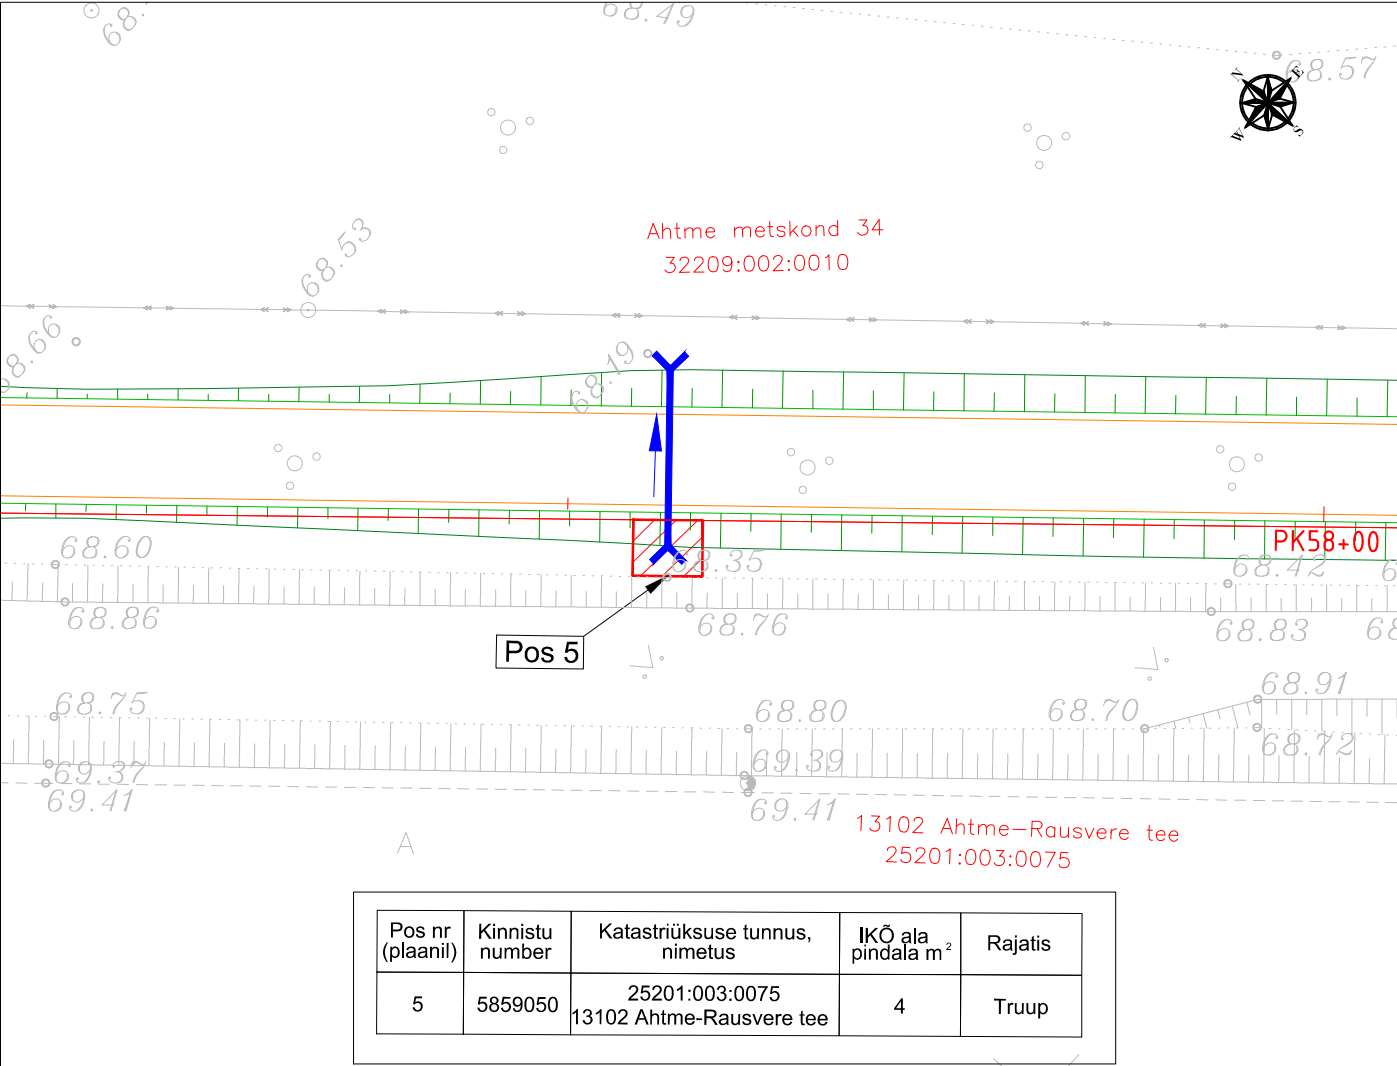 68.49
68.57
N
E
W
S
Ahtme metskond 34
32209:002:0010
68.53
68.66
68.19
PK58+00
68.60
68.35
68.42
68.86
68.76
68.83
Pos 5
68.75
68.80
68.70
68.91
68.72
69.37
69.39
69.41
69.41
13102 Ahtme-Rausvere tee
25201:003:0075
A
Pos nr (plaanil)
Kinnistu number
Katastriüksuse tunnus, nimetus
IKÕ ala pindala m²
Rajatis
5
5859050
25201:003:0075
13102 Ahtme-Rausvere tee
4
Truup